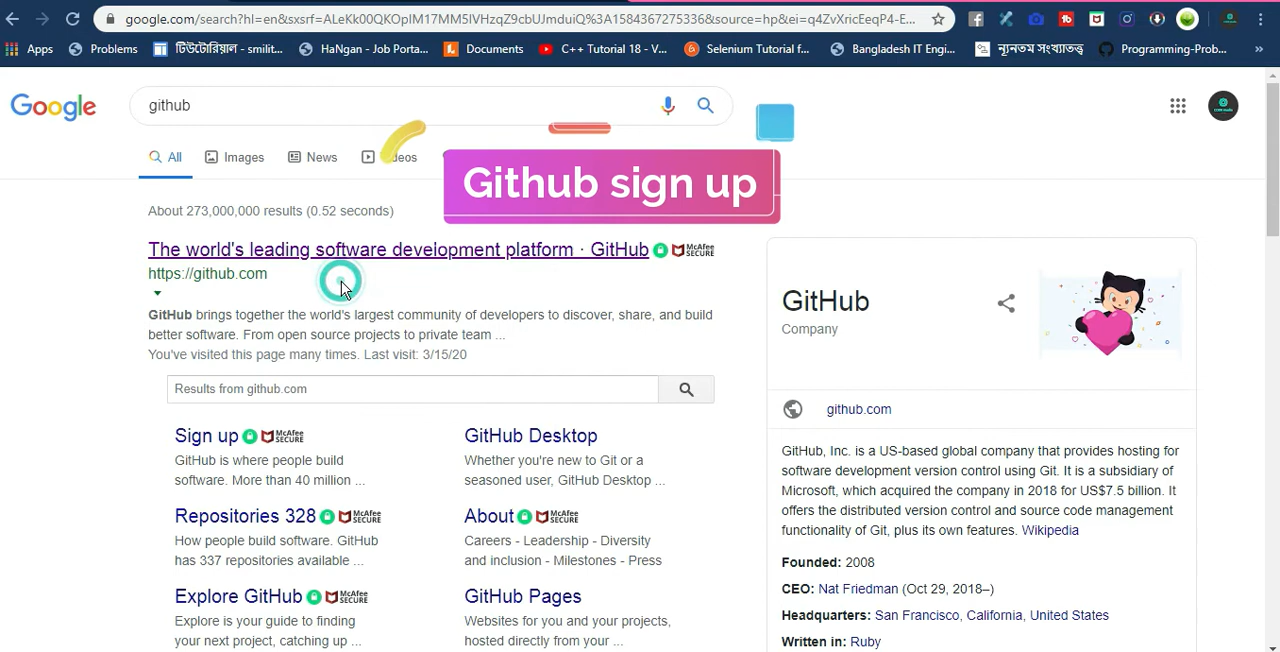 google.com/search?hl=en&sxsrf=ALeKk00QKOplM17MM5lVHzqZ9cbUJmduiQ%3A1584367275336&source=hp&ei=q4ZvXricEeqP4-E...
Apps Problems টিউটোরিয়াল - smilit... HaNgan - Job Porta... Documents C++ Tutorial 18 - V... Selenium Tutorial f... Bangladesh IT Engi... ন্যূনতম সংখ্যাতত্ত্ব Programming-Prob... »
Google github
All Images News
Github sign up
About 273,000,000 results (0.52 seconds)
The world's leading software development platform · GitHub McAfee SECURE
https://github.com
GitHub brings together the world's largest community of developers to discover, share, and build
better software. From open source projects to private team ...
You've visited this page many times. Last visit: 3/15/20
Results from github.com
Sign up McAfee SECURE
GitHub is where people build
software. More than 40 million ...
GitHub Desktop
Whether you're new to Git or a
seasoned user, GitHub Desktop ...
Repositories 328 McAfee SECURE
How people build software. GitHub
has 337 repositories available ...
About McAfee SECURE
Careers - Leadership - Diversity
and inclusion - Milestones - Press
Explore GitHub McAfee SECURE
Explore is your guide to finding
your next project, catching up ...
GitHub Pages
Websites for you and your projects,
hosted directly from your ...
GitHub
Company
github.com
GitHub, Inc. is a US-based global company that provides hosting for
software development version control using Git. It is a subsidiary of
Microsoft, which acquired the company in 2018 for US$7.5 billion. It
offers the distributed version control and source code management
functionality of Git, plus its own features. Wikipedia
Founded: 2008
CEO: Nat Friedman (Oct 29, 2018–)
Headquarters: San Francisco, California, United States
Written in: Ruby